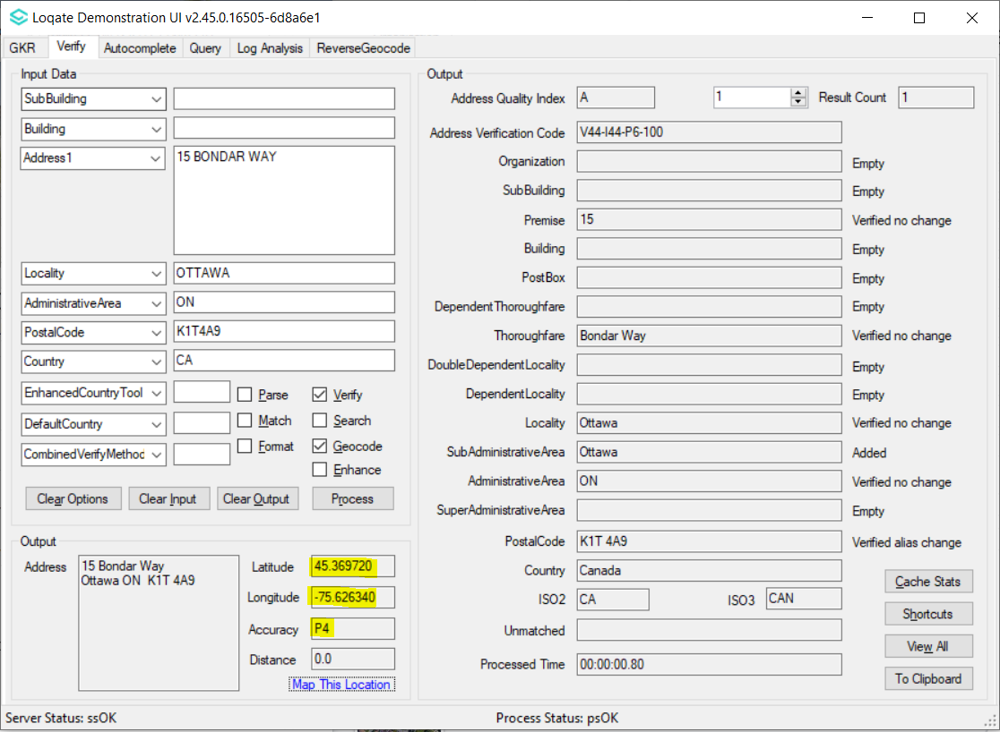 Loqate Demonstration UI v2.45.0.16505-6d8a6e1
GKR Verify Autocomplete Query Log Analysis ReverseGeocode
Input Data
SubBuilding
Building
Address1 15 BONDAR WAY
Locality OTTAWA
AdministrativeArea ON
PostalCode K1T4A9
Country CA
EnhancedCountryTool Parse Verify
DefaultCountry Match Search
CombinedVerifyMethod Format Geocode
Enhance
Clear Options Clear Input Clear Output Process
Output
Address 15 Bondar Way
Ottawa ON K1T 4A9
Latitude 45.369720
Longitude -75.626340
Accuracy P4
Distance 0.0
Map This Location
Output
Address Quality Index A 1 Result Count 1
Address Verification Code V44-I44-P6-100
Organization Empty
SubBuilding Empty
Premise 15 Verified no change
Building Empty
PostBox Empty
DependentThoroughfare Empty
Thoroughfare Bondar Way Verified no change
DoubleDependentLocality Empty
DependentLocality Empty
Locality Ottawa Verified no change
SubAdministrativeArea Ottawa Added
AdministrativeArea ON Verified no change
SuperAdministrativeArea Empty
PostalCode K1T 4A9 Verified alias change
Country Canada
ISO2 CA ISO3 CAN
Unmatched
Processed Time 00:00:00.80
Cache Stats
Shortcuts
View All
To Clipboard
Server Status: ssOK Process Status: psOK